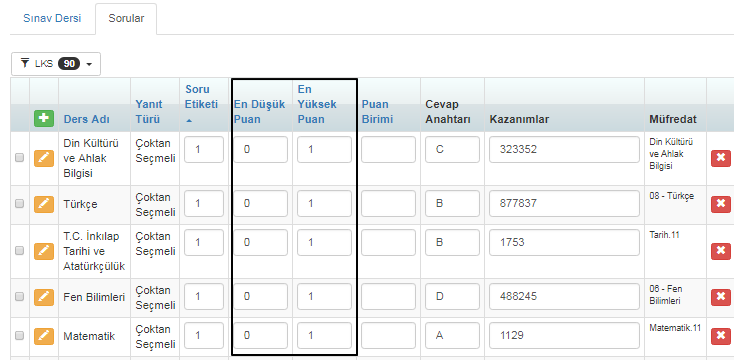 Sınav Dersi Sorular
LKS 90
Ders Adı Yanıt Türü Soru Etiketi En Düşük Puan En Yüksek Puan Puan Birimi Cevap Anahtarı Kazanımlar Müfredat
Din Kültürü ve Ahlak Bilgisi Çoktan Seçmeli 1 0 1 C 323352 Din Kültürü ve Ahlak Bilgisi
Türkçe Çoktan Seçmeli 1 0 1 B 877837 08 - Türkçe
T.C. İnkılap Tarihi ve Atatürkçülük Çoktan Seçmeli 1 0 1 B 1753 Tarih.11
Fen Bilimleri Çoktan Seçmeli 1 0 1 D 488245 06 - Fen Bilimleri
Matematik Çoktan Seçmeli 1 0 1 A 1129 Matematik.11